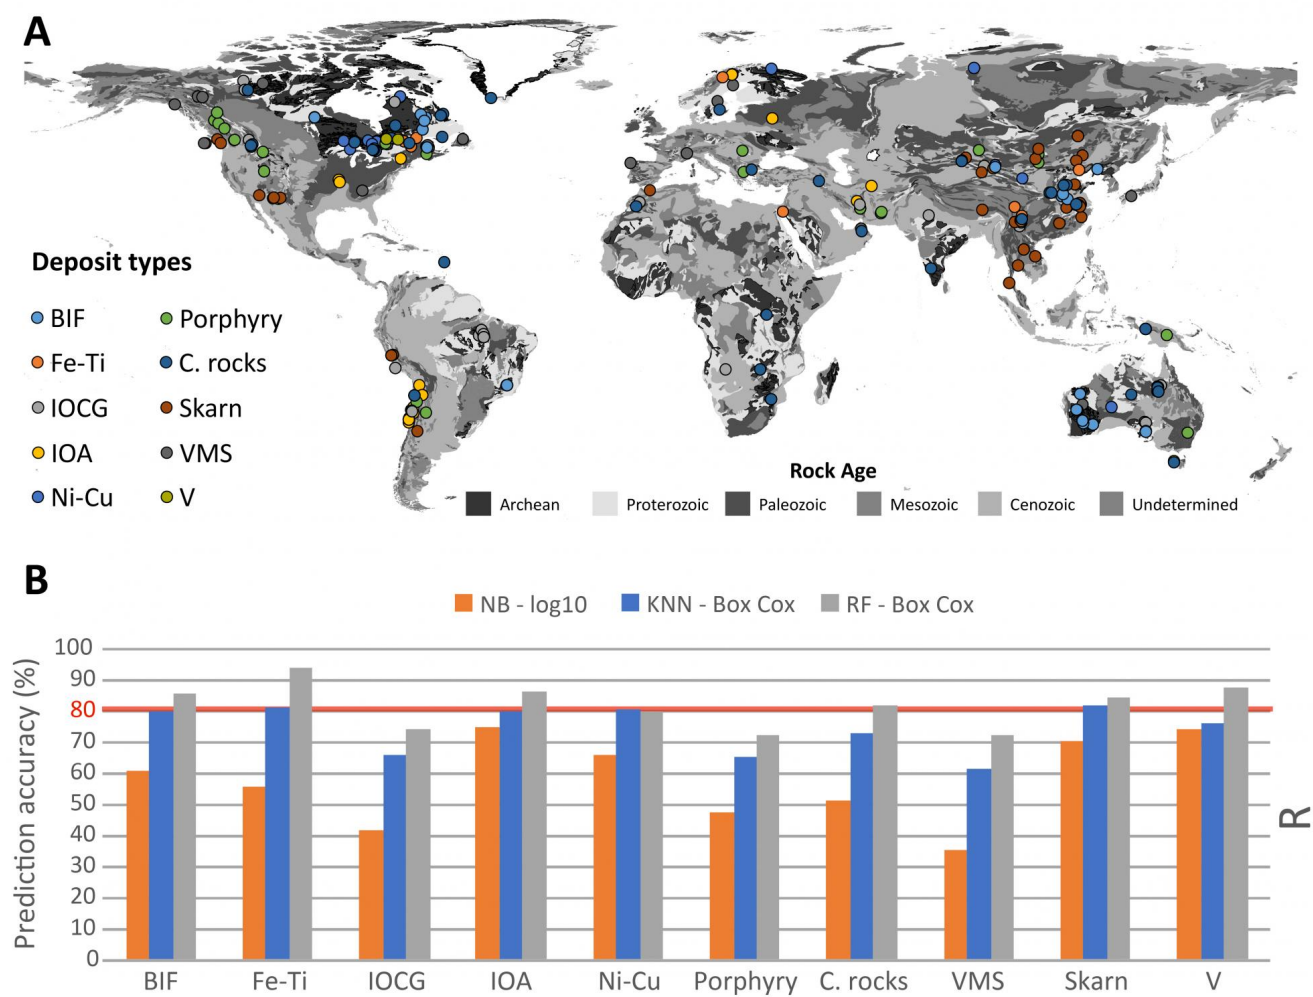 A
Deposit types
BIF Porphyry
Fe-Ti C. rocks
IOCG Skarn
IOA VMS
Ni-Cu V
Rock Age
Archean Proterozoic Paleozoic Mesozoic Cenozoic Undetermined
B
NB - log10 KNN - Box Cox RF - Box Cox
Prediction accuracy (%)
100
90
80
70
60
50
40
30
20
10
0
BIF Fe-Ti IOCG IOA Ni-Cu Porphyry C. rocks VMS Skarn V
R